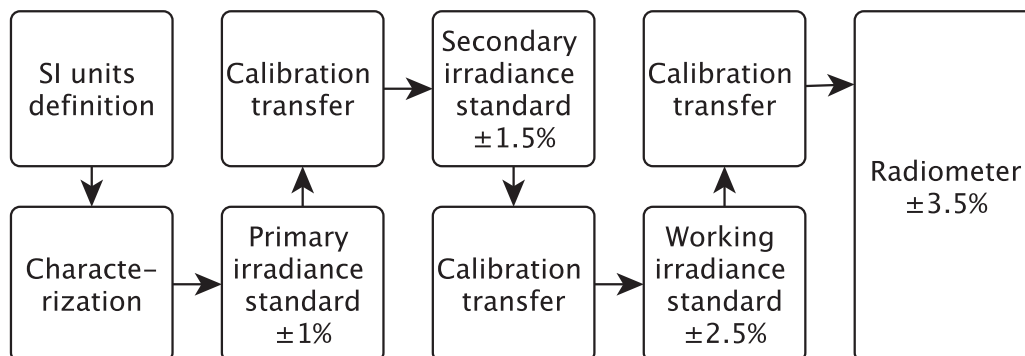 SI units
definition
Characte-
rization
Primary
irradiance
standard
±1%
Calibration
transfer
Secondary
irradiance
standard
±1.5%
Calibration
transfer
Working
irradiance
standard
±2.5%
Calibration
transfer
Radiometer
±3.5%